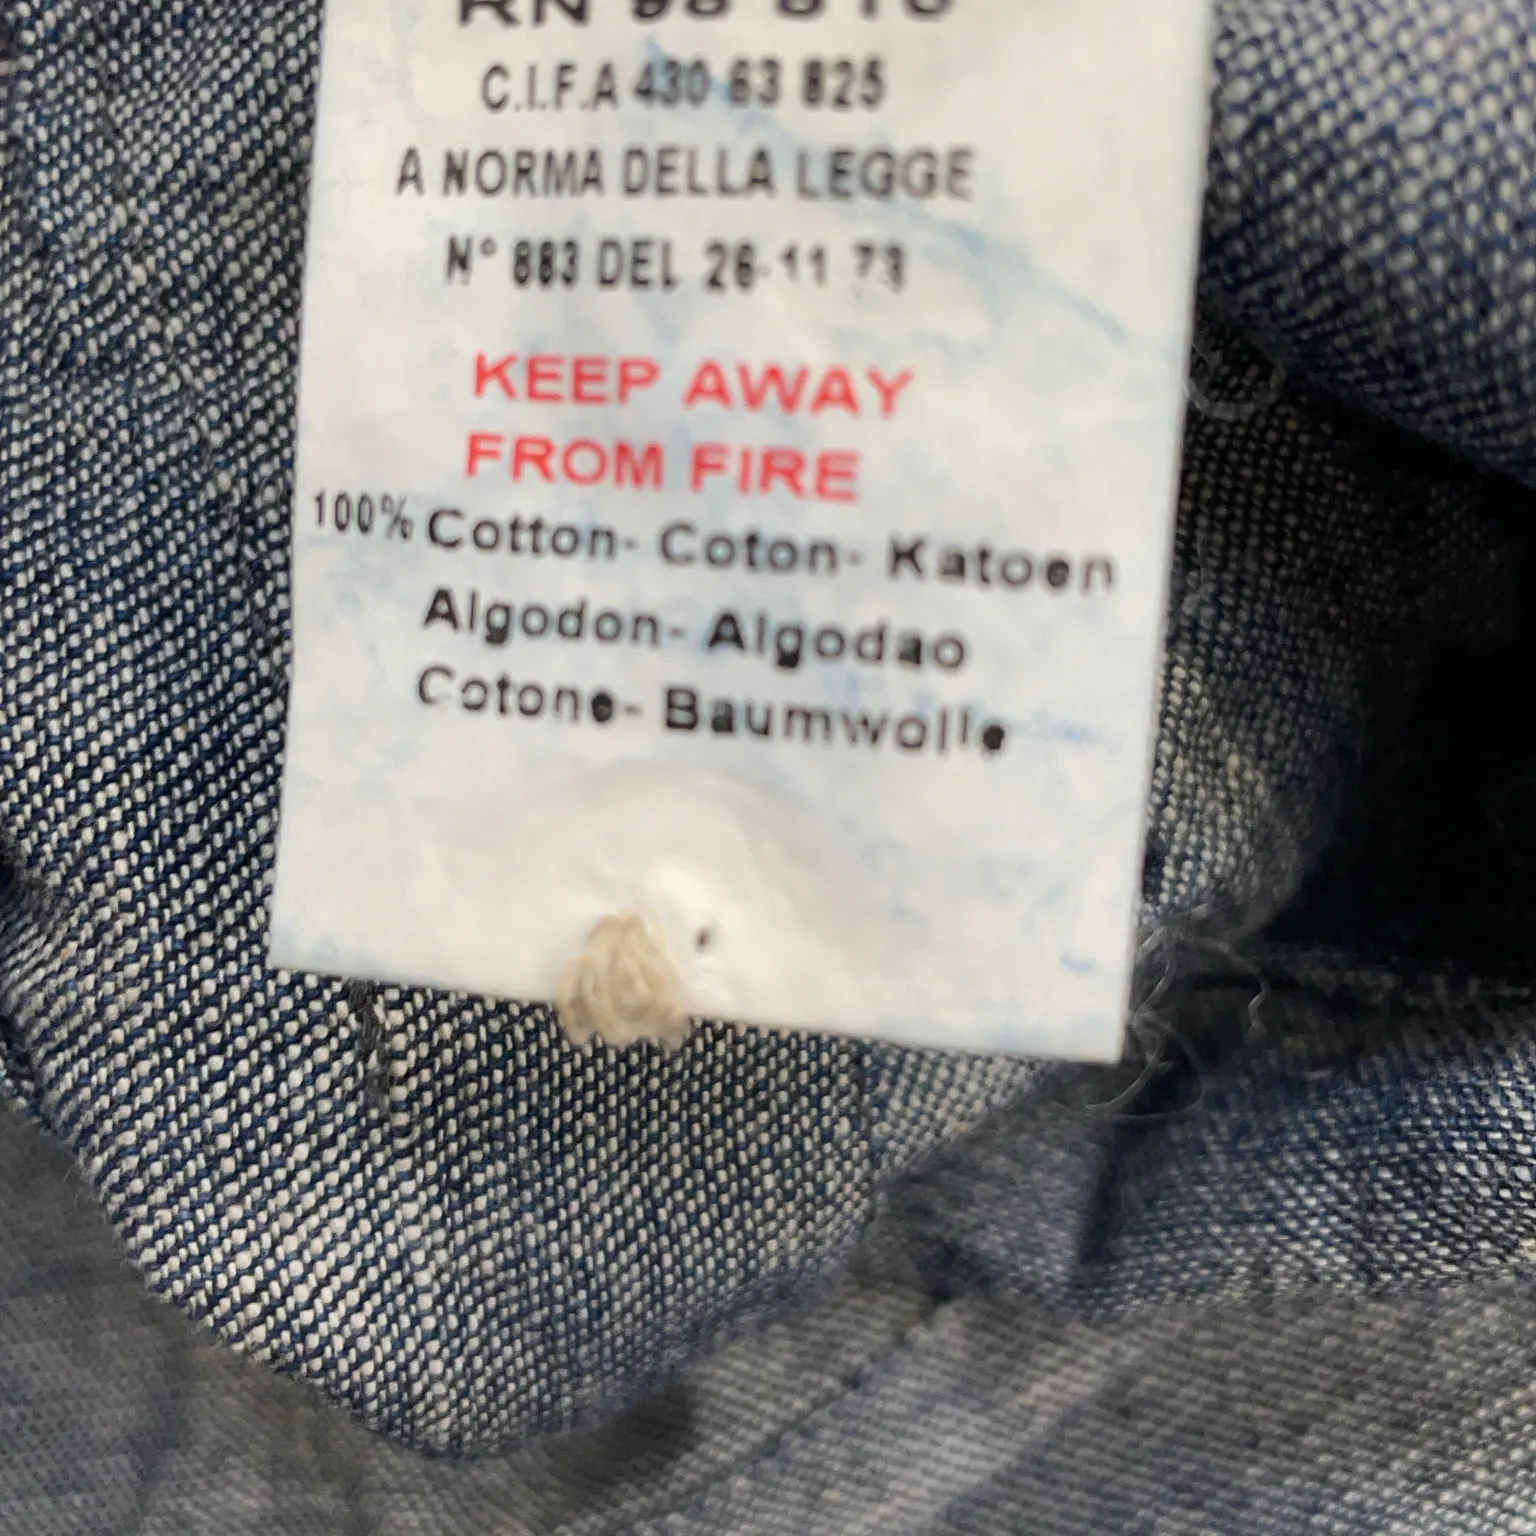 C.I.F.A 430 63 825
A NORMA DELLA LEGGE
N° 883 DEL 26-11 73
KEEP AWAY
FROM FIRE
100% Cotton- Coton- Katoen
Algodon- Algodao
Cotone- Baumwolle